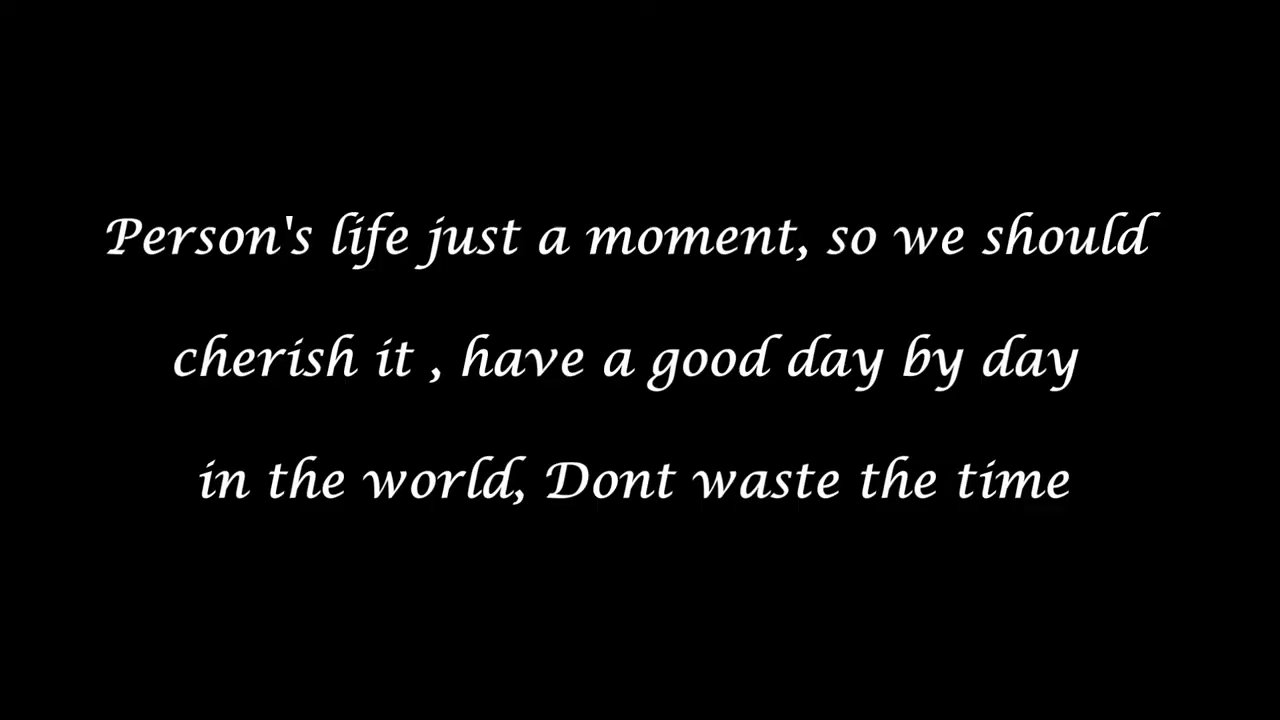 Person's life just a moment, so we should
cherish it , have a good day by day
in the world, Dont waste the time